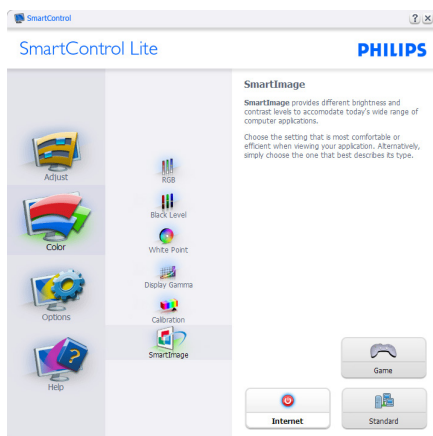 SmartControl
SmartControl Lite
PHILIPS
Adjust
Color
Options
Help
RGB
Black Level
White Point
Display Gamma
Calibration
SmartImage
SmartImage
SmartImage provides different brightness and
contrast levels to accomodate today's wide range of
computer applications.
Choose the setting that is most comfortable or
efficient when viewing your application. Alternatively,
simply choose the one that best describes its type.
Game
Internet
Standard